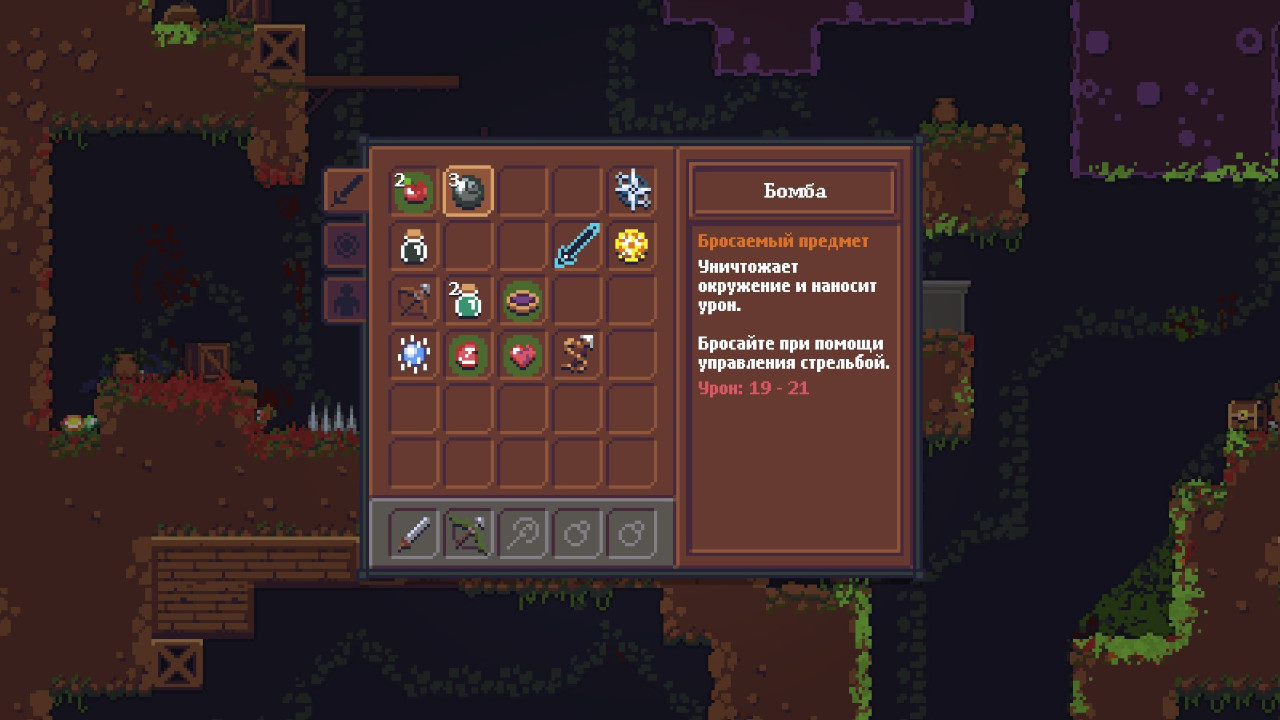 2
3
Бомба
Бросаемый предмет
Уничтожает
окружение и наносит
урон.
Бросайте при помощи
управления стрельбой.
Урон: 19 - 21
2